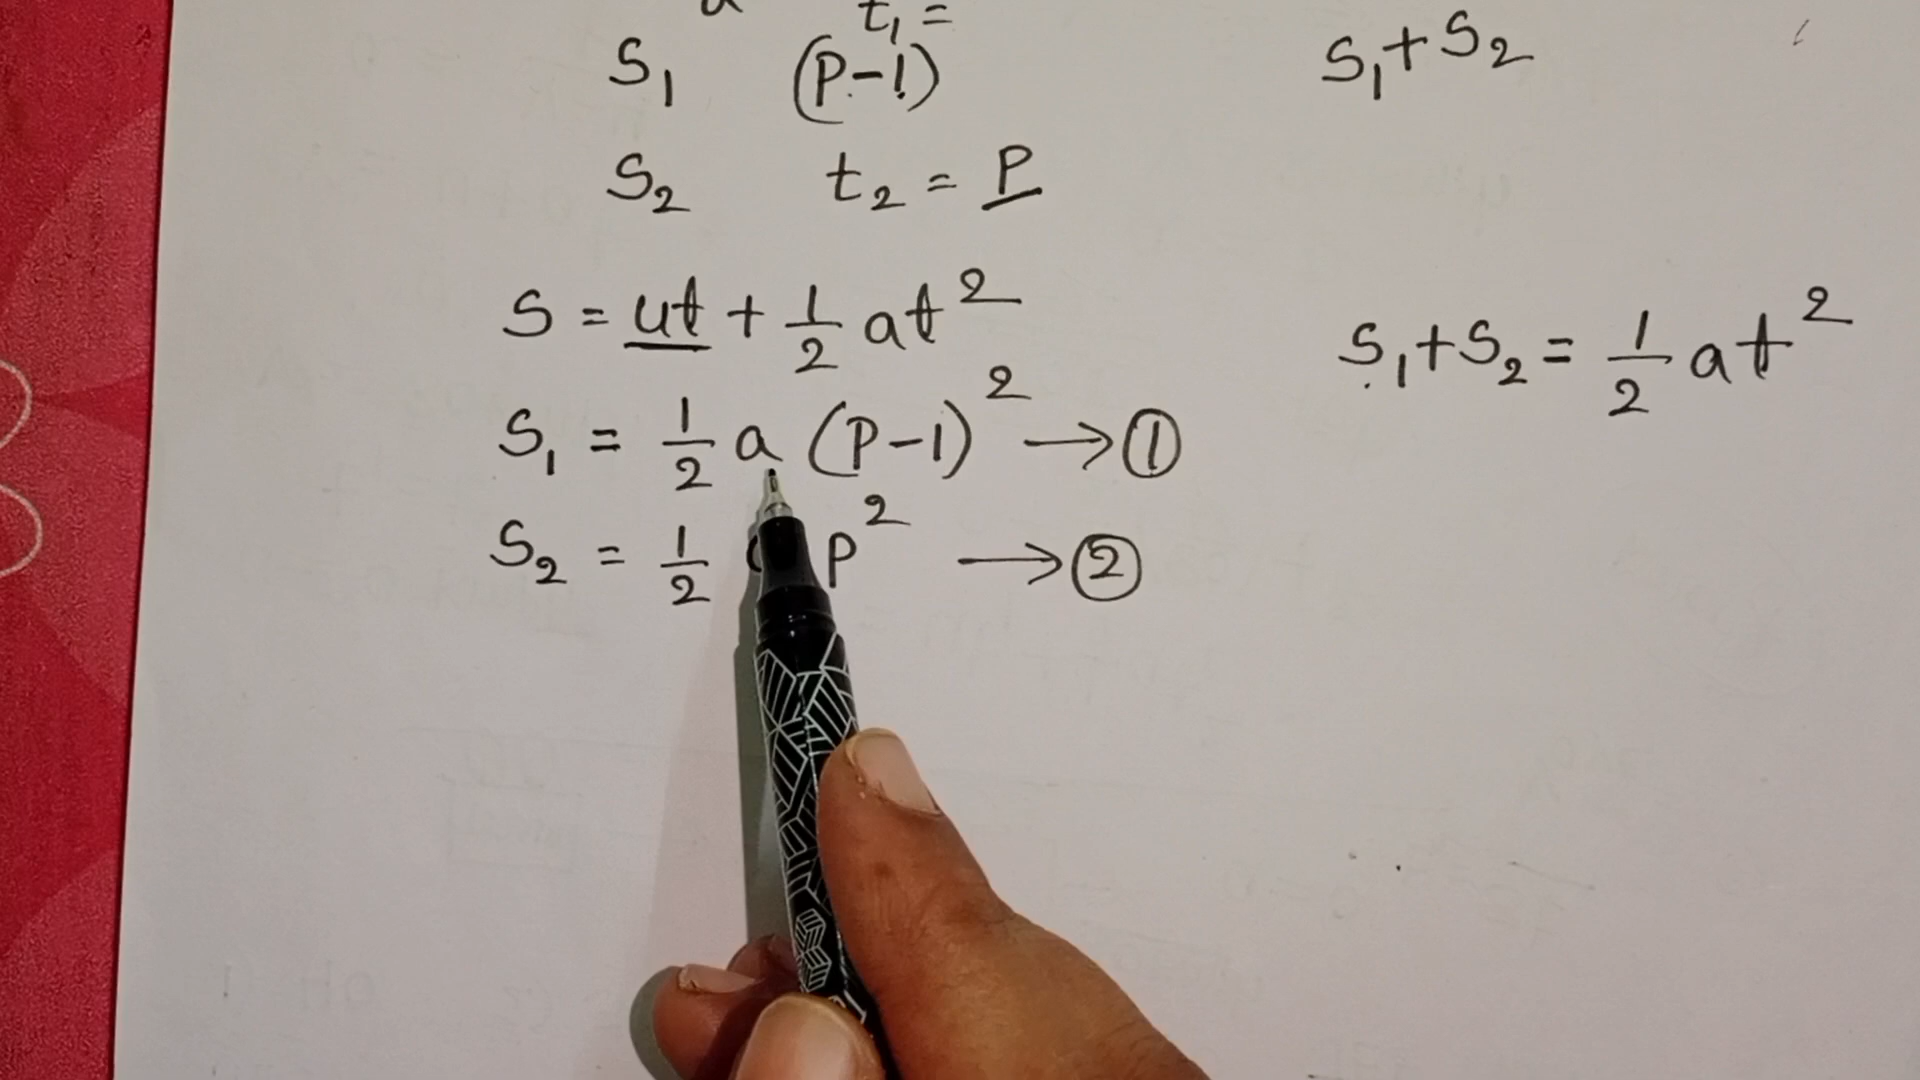 t₁ =
S₁ (P-1) S₁+S₂
S₂ t₂ = P
S = ut + 1/2 at² S₁+S₂ = 1/2 at²
S₁ = 1/2 a (P-1)² → ①
S₂ = 1/2 P² → ②